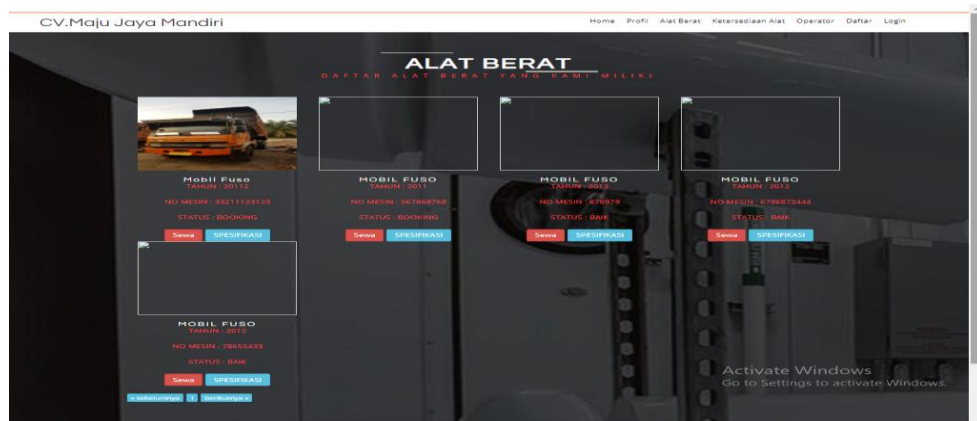 CV.Maju Jaya Mandiri
Home Profil Alat Berat Ketersediaan Alat Operator Daftar Login
ALAT BERAT
DAFTAR ALAT BERAT YANG KAMI MILIKI
Mobil Fuso
TAHUN : 20112
NO MESIN : 33211123123
STATUS : BOOKING
Sewa SPESIFIKASI
MOBIL FUSO
TAHUN : 2011
NO MESIN : 567868768
STATUS : BOOKING
Sewa SPESIFIKASI
MOBIL FUSO
TAHUN : 2013
NO MESIN : 878979
STATUS : BAIK
Sewa SPESIFIKASI
MOBIL FUSO
TAHUN : 2012
NO MESIN : 6786873444
STATUS : BAIK
Sewa SPESIFIKASI
MOBIL FUSO
TAHUN : 2012
NO MESIN : 78655433
STATUS : BAIK
Sewa SPESIFIKASI
« sebelumnya 1 berikutnya »
Activate Windows
Go to Settings to activate Windows.